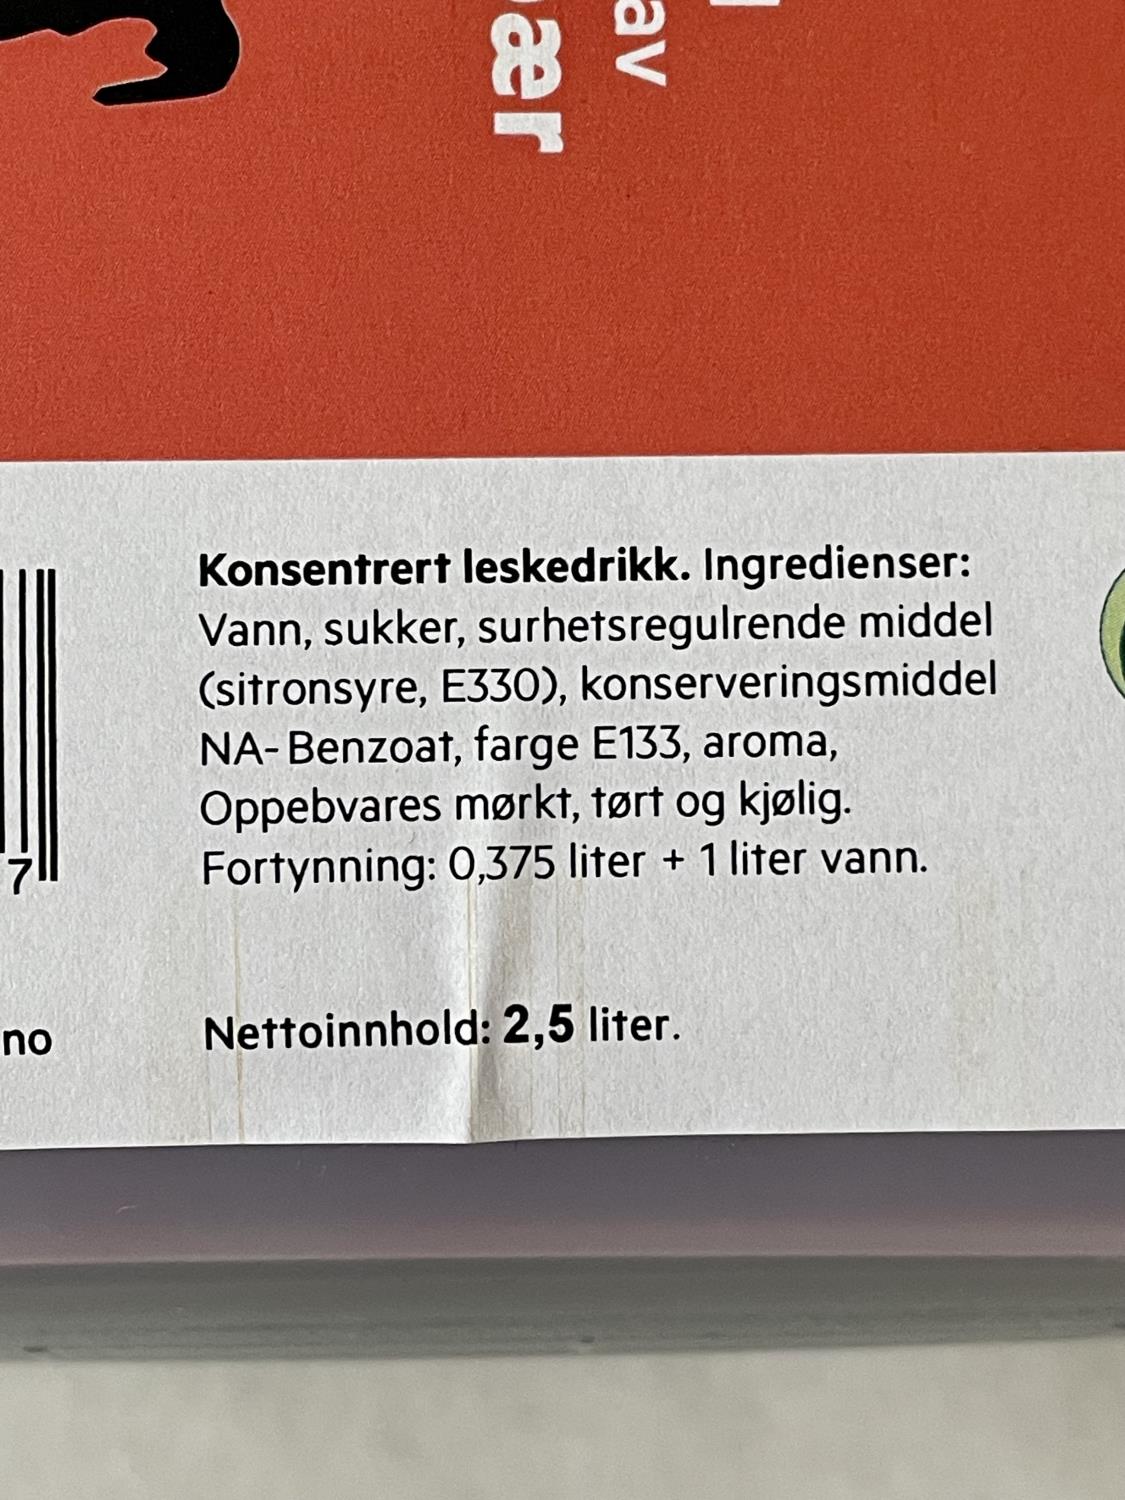 av
ær
Konsentrert leskedrikk. Ingredienser:
Vann, sukker, surhetsregulrende middel
(sitronsyre, E330), konserveringsmiddel
NA-Benzoat, farge E133, aroma,
Oppebvares mørkt, tørt og kjølig.
Fortynning: 0,375 liter + 1 liter vann.
7
no
Nettoinnhold: 2,5 liter.